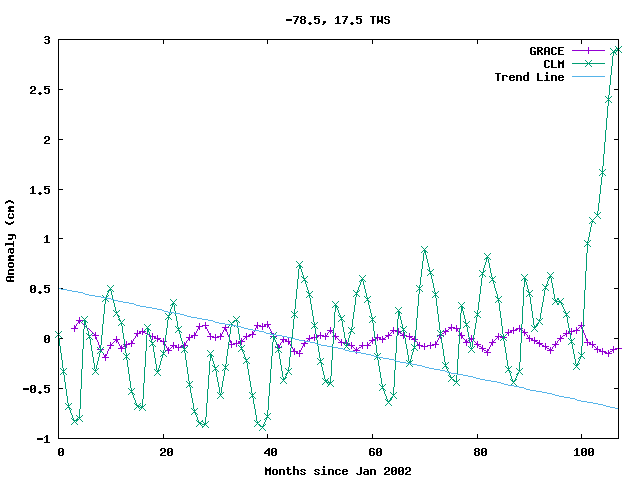 -78.5, 17.5 TWS
GRACE
CLM
Trend Line
3
2.5
2
1.5
1
0.5
0
-0.5
-1
Anomaly (cm)
0 20 40 60 80 100
Months since Jan 2002